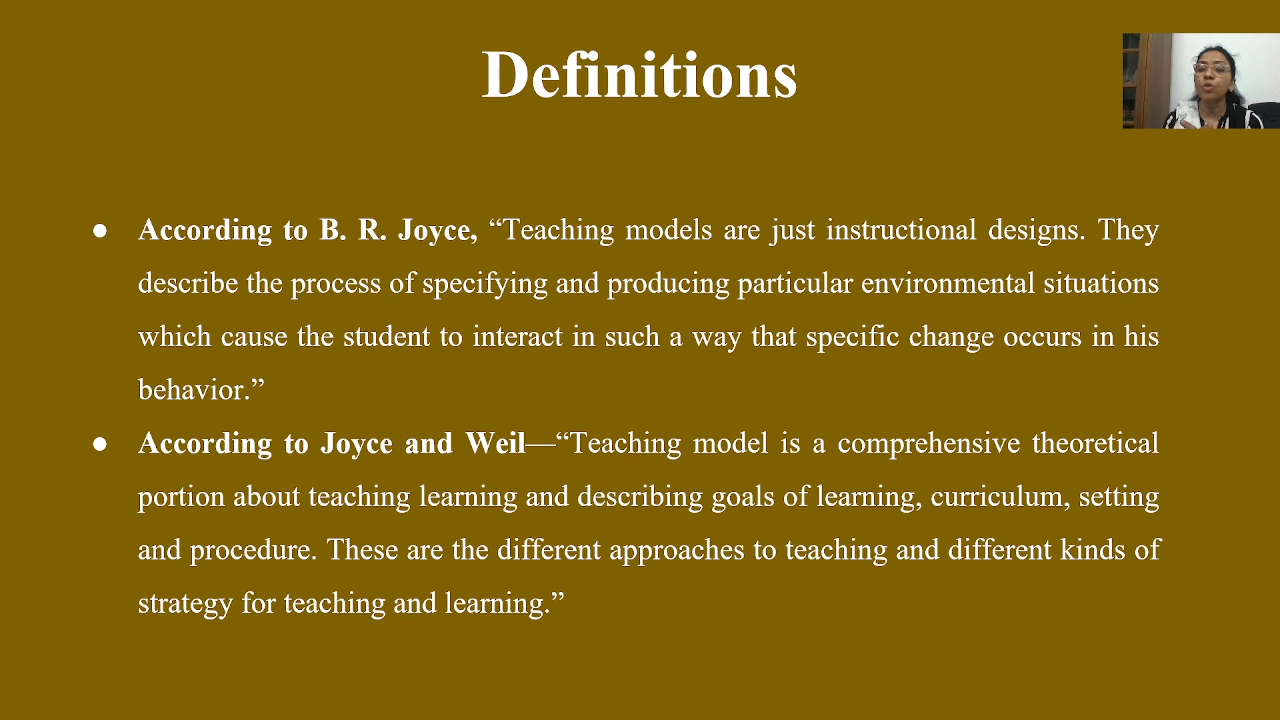 Definitions
● According to B. R. Joyce, “Teaching models are just instructional designs. They
describe the process of specifying and producing particular environmental situations
which cause the student to interact in such a way that specific change occurs in his
behavior.”
● According to Joyce and Weil—“Teaching model is a comprehensive theoretical
portion about teaching learning and describing goals of learning, curriculum, setting
and procedure. These are the different approaches to teaching and different kinds of
strategy for teaching and learning.”